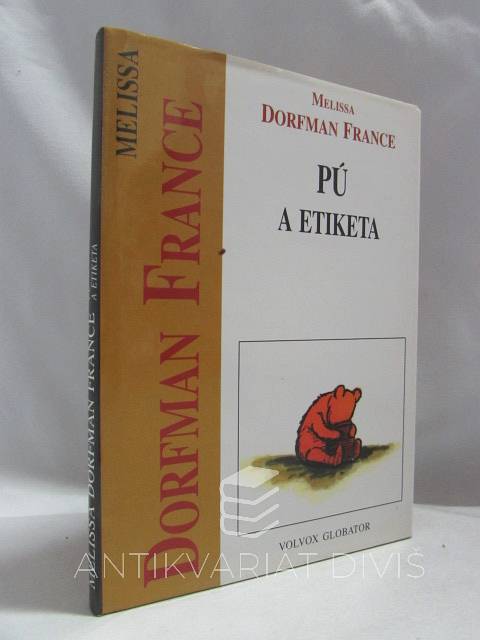 MELISSA DORFMAN FRANCE
A ETIKETA
MELISSA
DORFMAN FRANCE
MELISSA
DORFMAN FRANCE
PÚ
A ETIKETA
VOLVOX GLOBATOR
ANTIKVARIÁT DIVIŠ